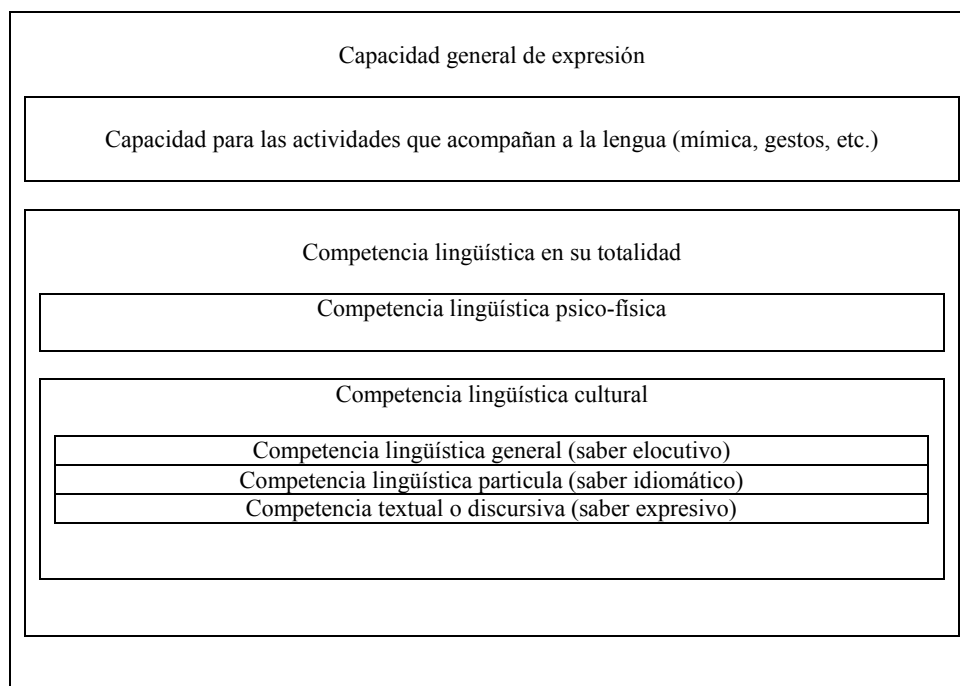 Capacidad general de expresión
Capacidad para las actividades que acompañan a la lengua (mímica, gestos, etc.)
Competencia lingüística en su totalidad
Competencia lingüística psico-física
Competencia lingüística cultural
Competencia lingüística general (saber elocutivo)
Competencia lingüística particula (saber idiomático)
Competencia textual o discursiva (saber expresivo)